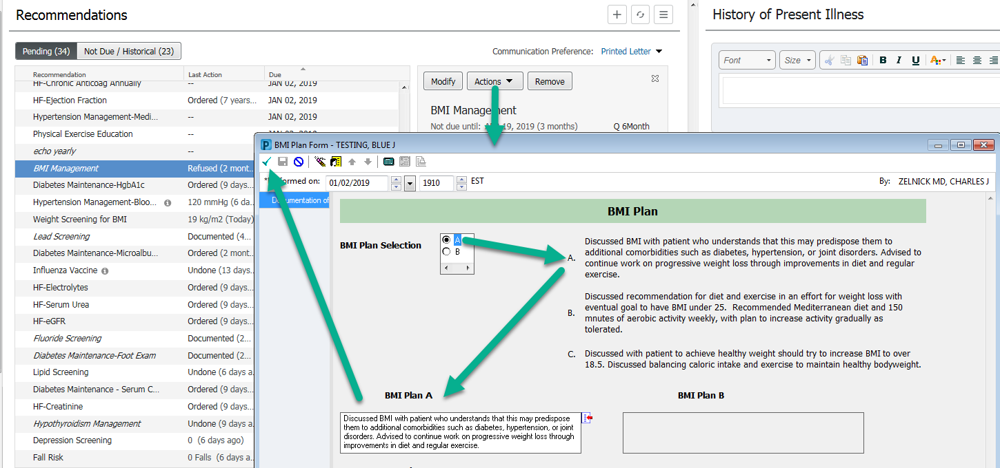 Recommendations
Pending (34) Not Due / Historical (23)
Communication Preference: Printed Letter
Recommendation Last Action Due
HF-Chronic Anticoag Annually -- JAN 02, 2019
HF-Ejection Fraction Ordered (7 years... JAN 02, 2019
Hypertension Management-Medi... -- JAN 02, 2019
Physical Exercise Education --
echo yearly --
BMI Management Refused (2 mont...
Diabetes Maintenance-HgbA1c Ordered (9 days...
Hypertension Management-Bloo... 120 mmHg (6 da...
Weight Screening for BMI 19 kg/m2 (Today)
Lead Screening Documented (4...
Diabetes Maintenance-Microalbu... Ordered (2 mont...
Influenza Vaccine Undone (13 days...
HF-Electrolytes Ordered (9 days...
HF-Serum Urea Ordered (9 days...
HF-eGFR Ordered (9 days...
Fluoride Screening Documented (2...
Diabetes Maintenance-Foot Exam Documented (2...
Lipid Screening Undone (6 days a...
Diabetes Maintenance - Serum C... Ordered (9 days...
HF-Creatinine Ordered (9 days...
Hypothyroidism Management Undone (9 days a...
Depression Screening 0 (6 days ago)
Fall Risk 0 Falls (6 days a...
Modify Actions Remove
BMI Management
Not due until: 19, 2019 (3 months) Q 6Month
History of Present Illness
Font Size B I U A
BMI Plan Form - TESTING, BLUE J
on: 01/02/2019 1910 EST By: ZELNICK MD, CHARLES J
of
BMI Plan
BMI Plan Selection
A
B
A. Discussed BMI with patient who understands that this may predispose them to
additional comorbidities such as diabetes, hypertension, or joint disorders. Advised to
continue work on progressive weight loss through improvements in diet and regular
exercise.
B. Discussed recommendation for diet and exercise in an effort for weight loss with
eventual goal to have BMI under 25. Recommended Mediterranean diet and 150
mnutes of aerobic activity weekly, with plan to increase activity gradually as
tolerated.
C. Discussed with patient to achieve healthy weight should try to increase BMI to over
18.5. Discussed balancing caloric intake and exercise to maintain healthy bodyweight.
BMI Plan A BMI Plan B
Discussed BMI with patient who understands that this may predispose
them to additional comorbidities such as diabetes, hypertension, or joint
disorders. Advised to continue work on progressive weight loss through
improvements in diet and regular exercise.